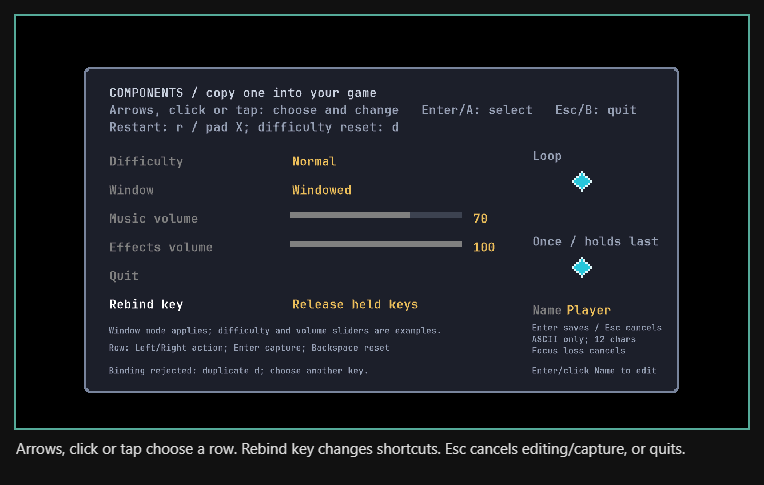 COMPONENTS / copy one into your game
Arrows, click or tap: choose and change Enter/A: select Esc/B: quit
Restart: r / pad X; difficulty reset: d
Difficulty Normal
Window Windowed
Music volume 70
Effects volume 100
Quit
Rebind key Release held keys
Window mode applies; difficulty and volume sliders are examples.
Row: Left/Right action; Enter capture; Backspace reset
Binding rejected: duplicate d; choose another key.
Loop
Once / holds last
Name Player
Enter saves / Esc cancels
ASCII only; 12 chars
Focus loss cancels
Enter/click Name to edit
Arrows, click or tap choose a row. Rebind key changes shortcuts. Esc cancels editing/capture, or quits.